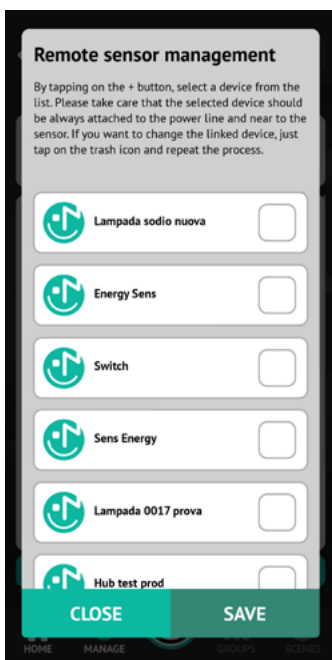 Remote sensor management
By tapping on the + button, select a device from the
list. Please take care that the selected device should
be always attached to the power line and near to the
sensor. If you want to change the linked device, just
tap on the trash icon and repeat the process.
Lampada sodio nuova
Energy Sens
Switch
Sens Energy
Lampada 0017 prova
Hub test prod
CLOSE SAVE
HOME MANAGE GROUPS SCENES